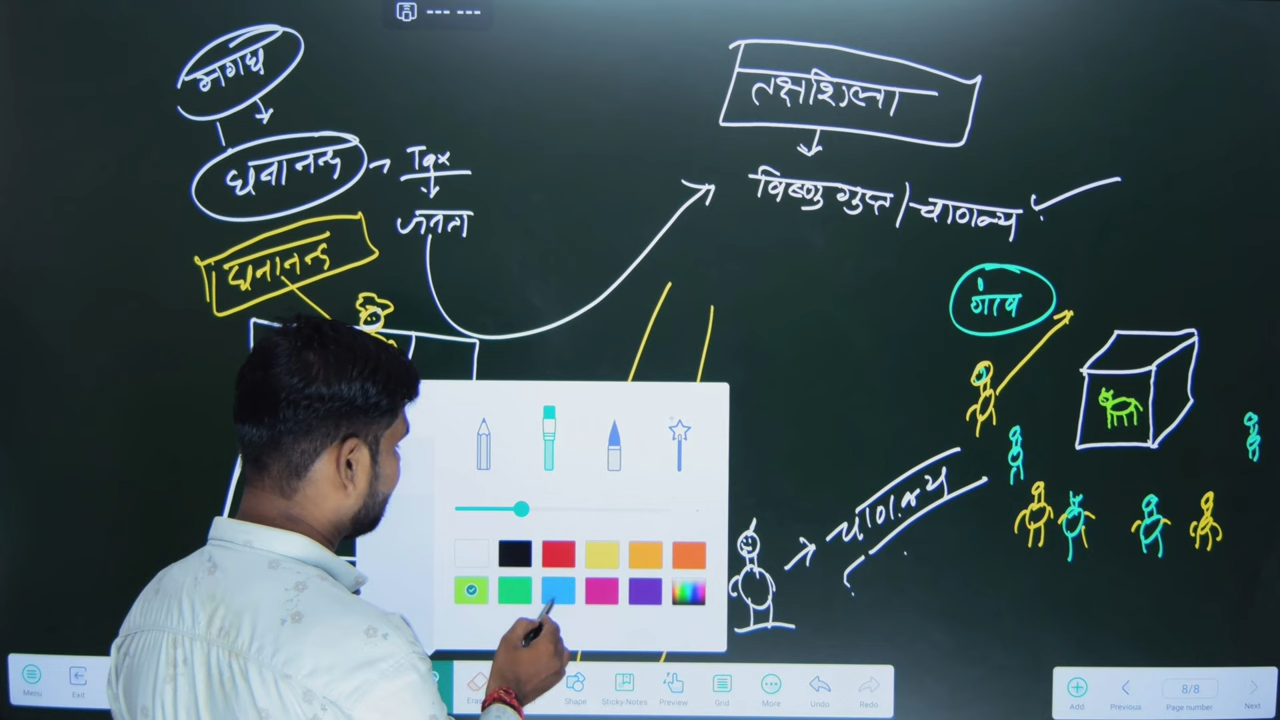 मगध
धनानन्द
Tax
जनता
धनानन्द
तक्षशिला
विष्णुगुप्त / चाणक्य
गांव
चाणक्य
Menu
Exit
Shape
Sticky-Notes
Preview
Grid
More
Undo
Redo
Add
Previous
8/8
Page number
Next